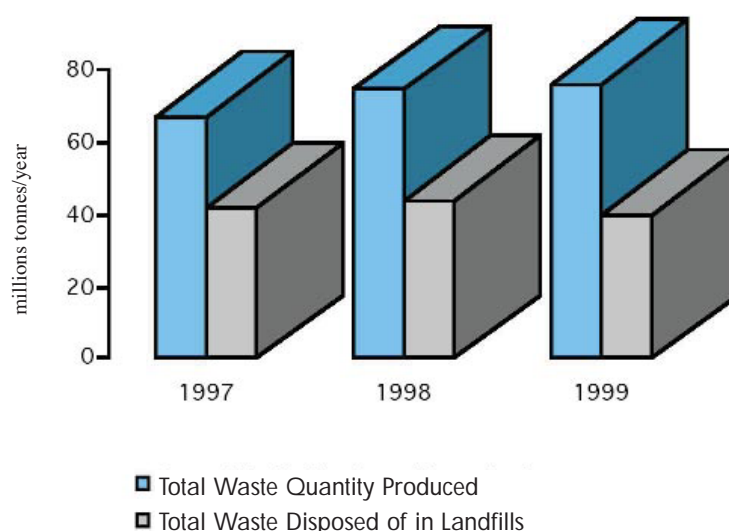 80
60
40
20
0
millions tonnes/year
1997 1998 1999
Total Waste Quantity Produced
Total Waste Disposed of in Landfills